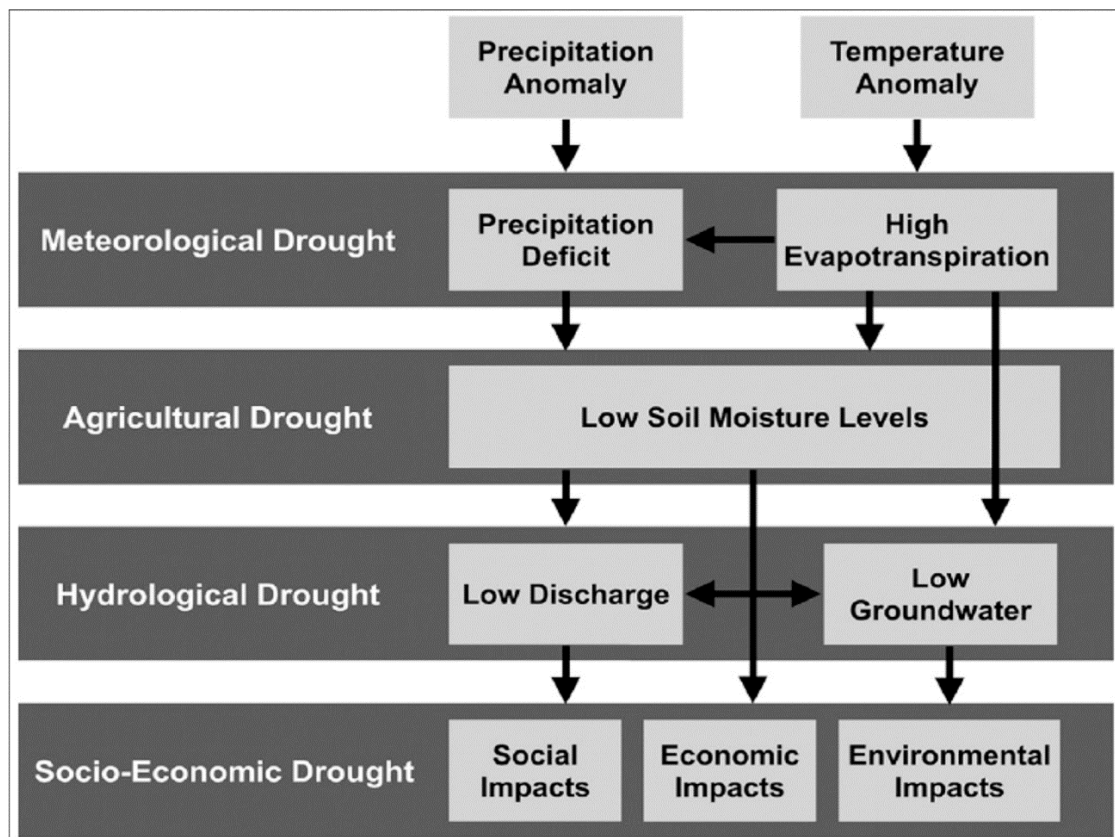 Precipitation
Anomaly
Temperature
Anomaly
Meteorological Drought
Precipitation
Deficit
High
Evapotranspiration
Agricultural Drought
Low Soil Moisture Levels
Hydrological Drought
Low Discharge
Low
Groundwater
Socio-Economic Drought
Social
Impacts
Economic
Impacts
Environmental
Impacts